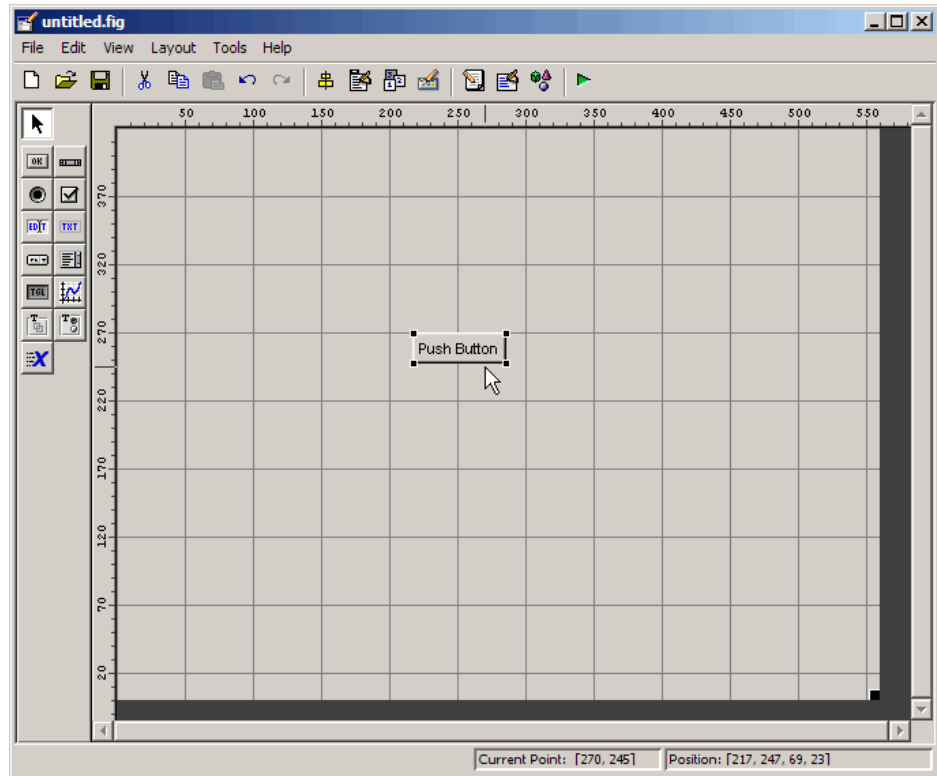 untitled.fig
File Edit View Layout Tools Help
50 100 150 200 250 300 350 400 450 500 550
OK
EDIT TXT
TGL
T T
X
370
320
270
220
170
120
70
20
Push Button
Current Point: [270, 245] Position: [217, 247, 69, 23]